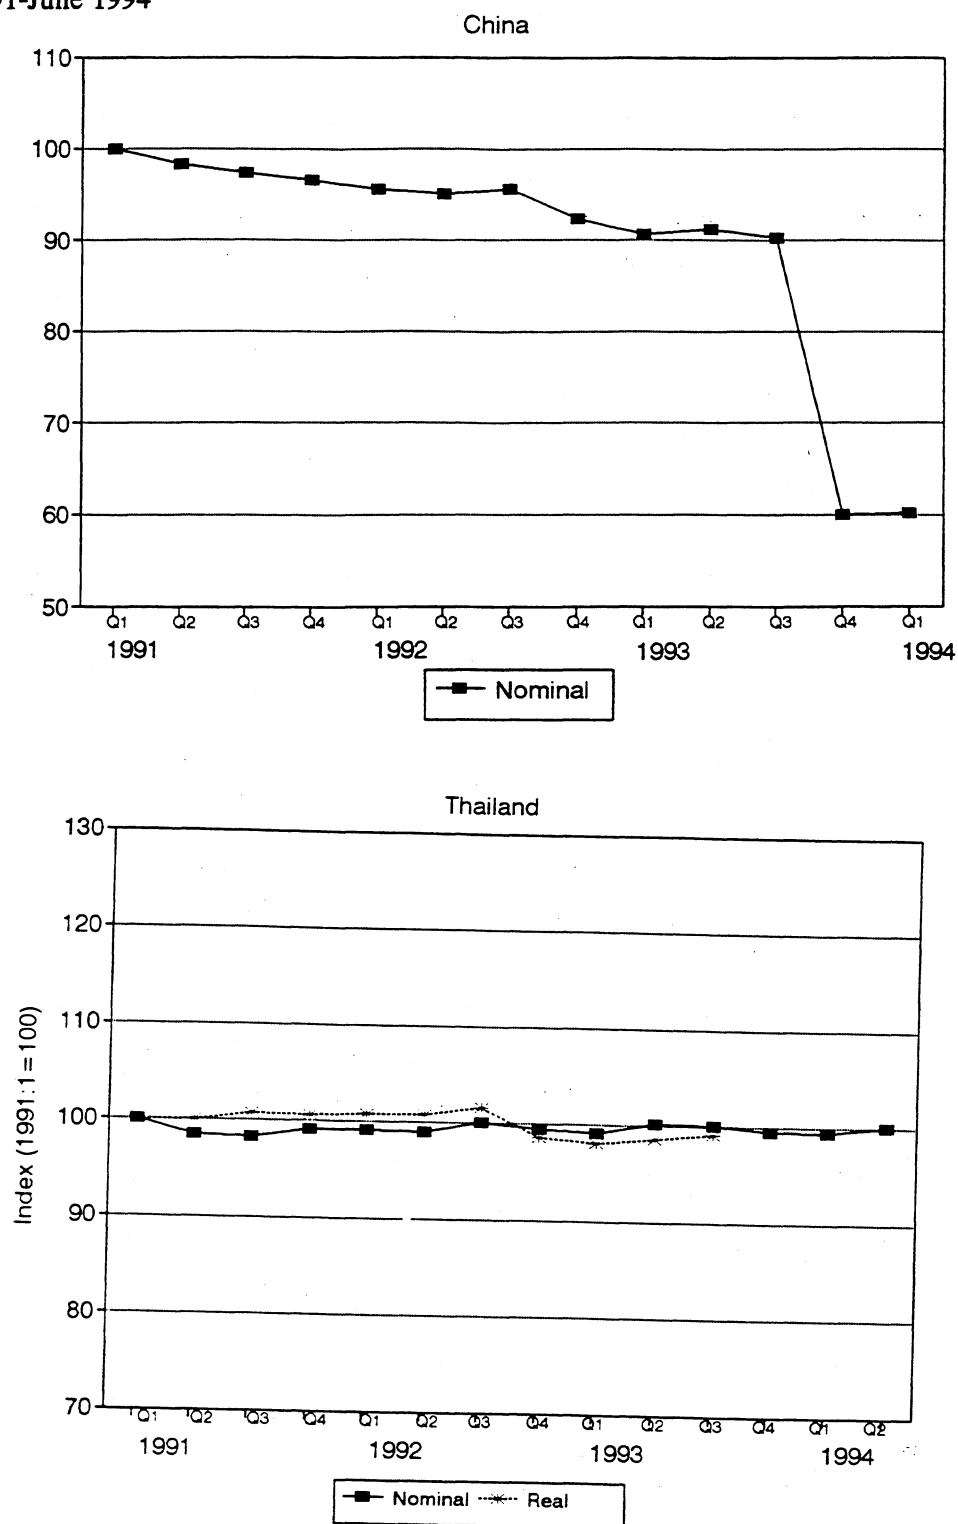 1-June 1994
China
110
100
90
80
70
60
50
Q1 Q2 Q3 Q4 Q1 Q2 Q3 Q4 Q1 Q2 Q3 Q4 Q1
1991 1992 1993 1994
Nominal
Thailand
Index (1991:1=100)
130
120
110
100
90
80
70
Q1 Q2 Q3 Q4 Q1 Q2 Q3 Q4 Q1 Q2 Q3 Q4 Q1 Q2
1991 1992 1993 1994
Nominal Real